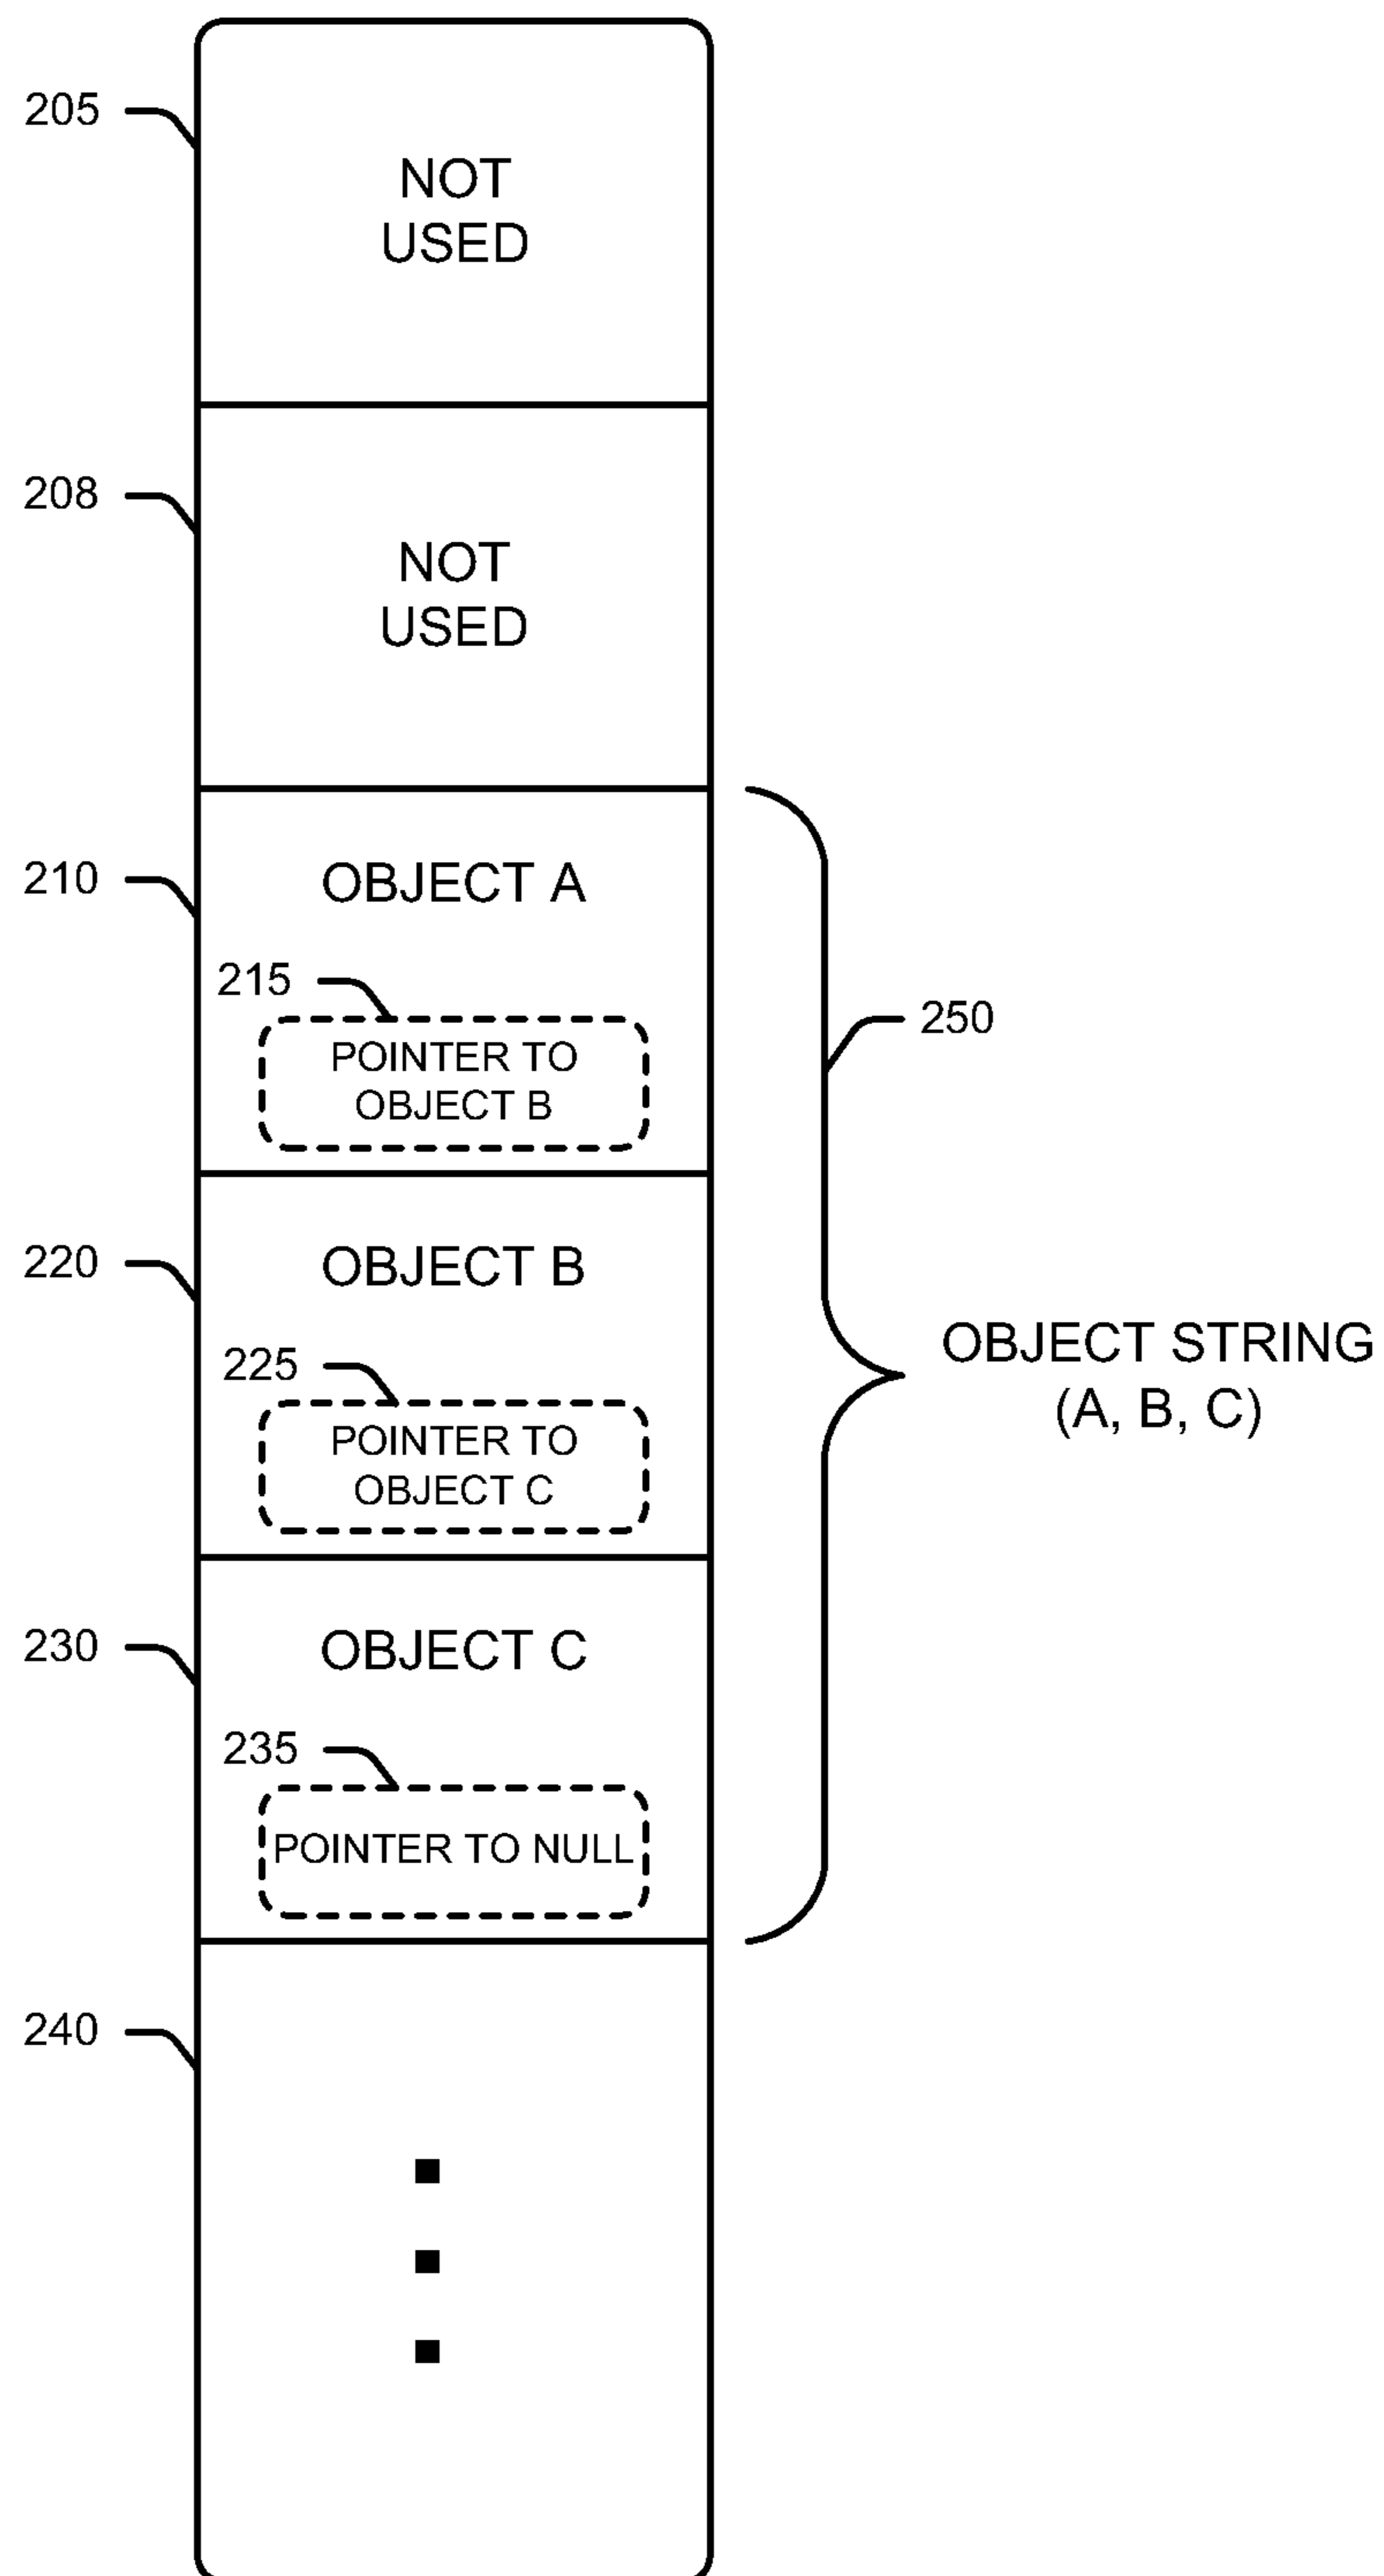 205
NOT
USED
208
NOT
USED
210
OBJECT A
215
POINTER TO
OBJECT B
250
220
OBJECT B
225
POINTER TO
OBJECT C
OBJECT STRING
(A, B, C)
230
OBJECT C
235
POINTER TO NULL
240